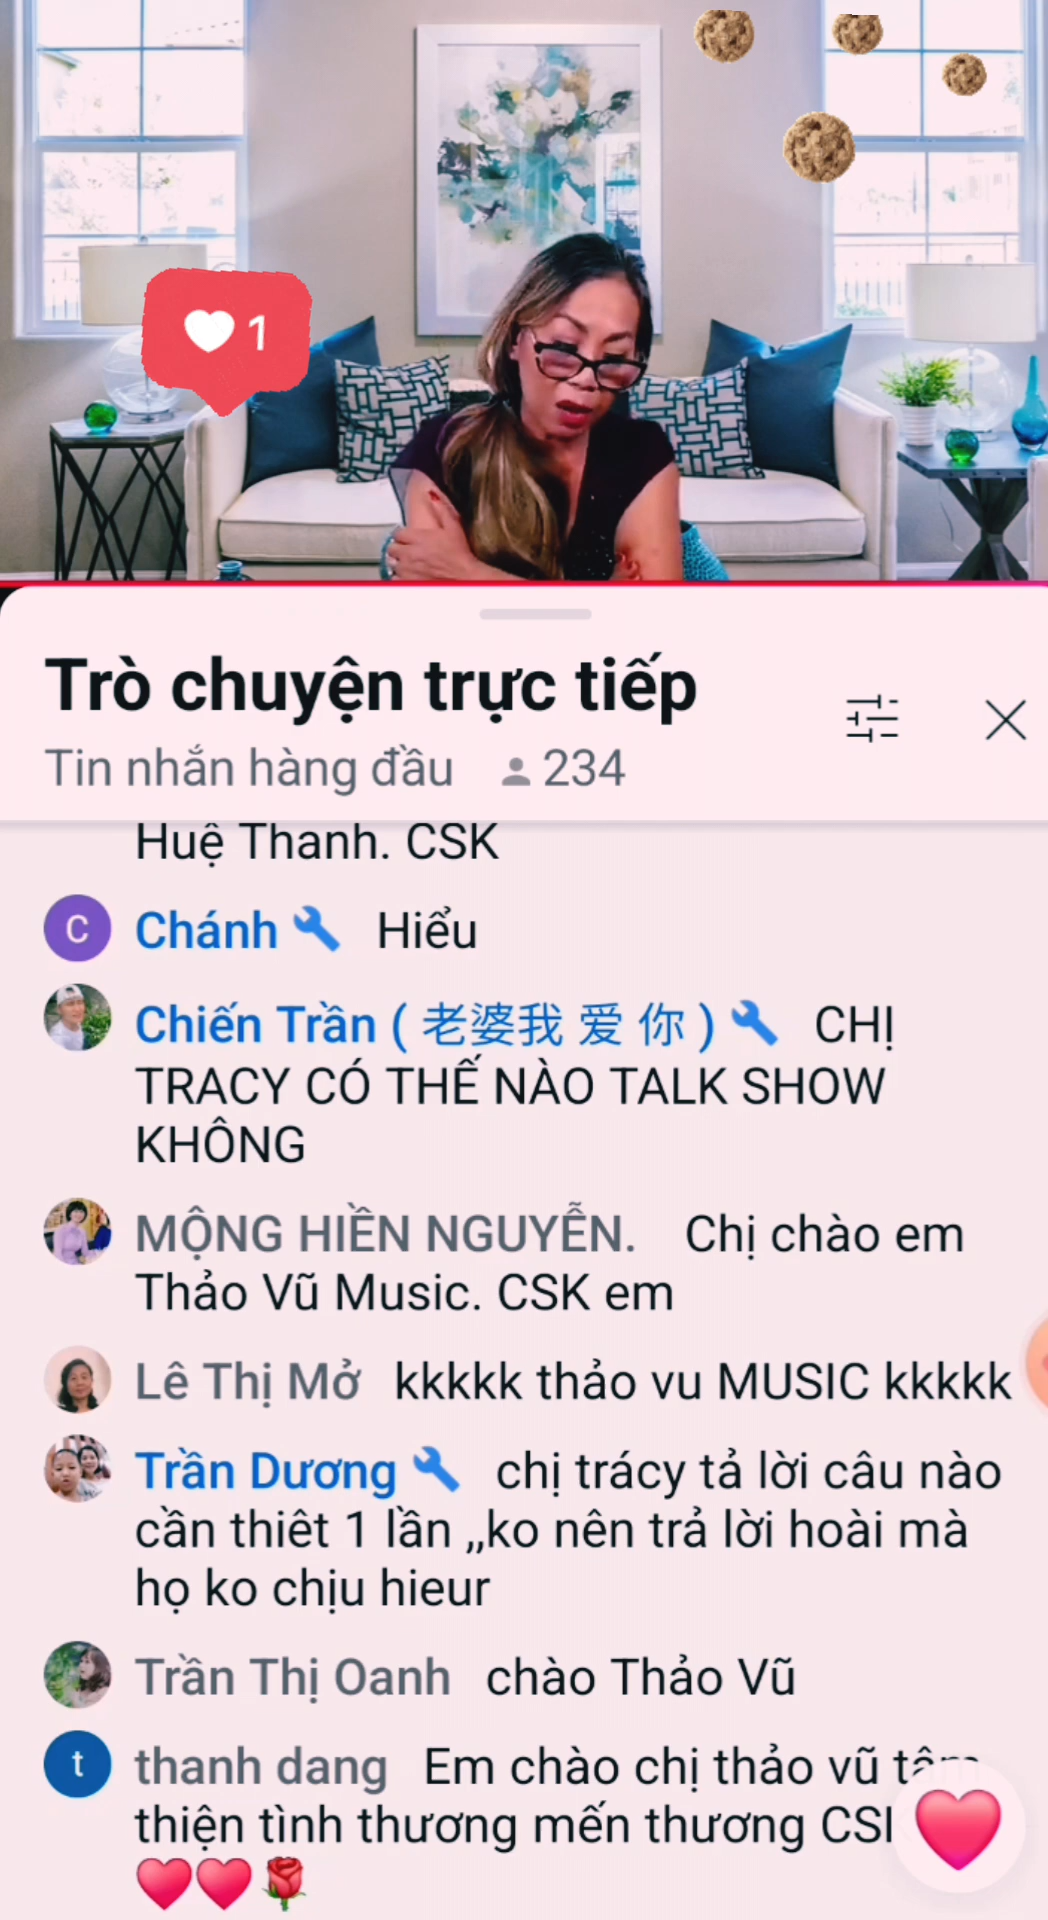 1
Trò chuyện trực tiếp
Tin nhắn hàng đầu 234
Huệ Thanh. CSK
C Chánh Hiểu
Chiến Trần ( 老婆我 爱 你 ) CHỊ
TRACY CÓ THẾ NÀO TALK SHOW
KHÔNG
MỘNG HIỀN NGUYỄN. Chị chào em
Thảo Vũ Music. CSK em
Lê Thị Mở kkkkk thảo vu MUSIC kkkkk
Trần Dương chị trácy tả lời câu nào
cần thiêt 1 lần ,,ko nên trả lời hoài mà
họ ko chịu hieur
Trần Thị Oanh chào Thảo Vũ
t thanh dang Em chào chị thảo vũ tâm
thiện tình thương mến thương